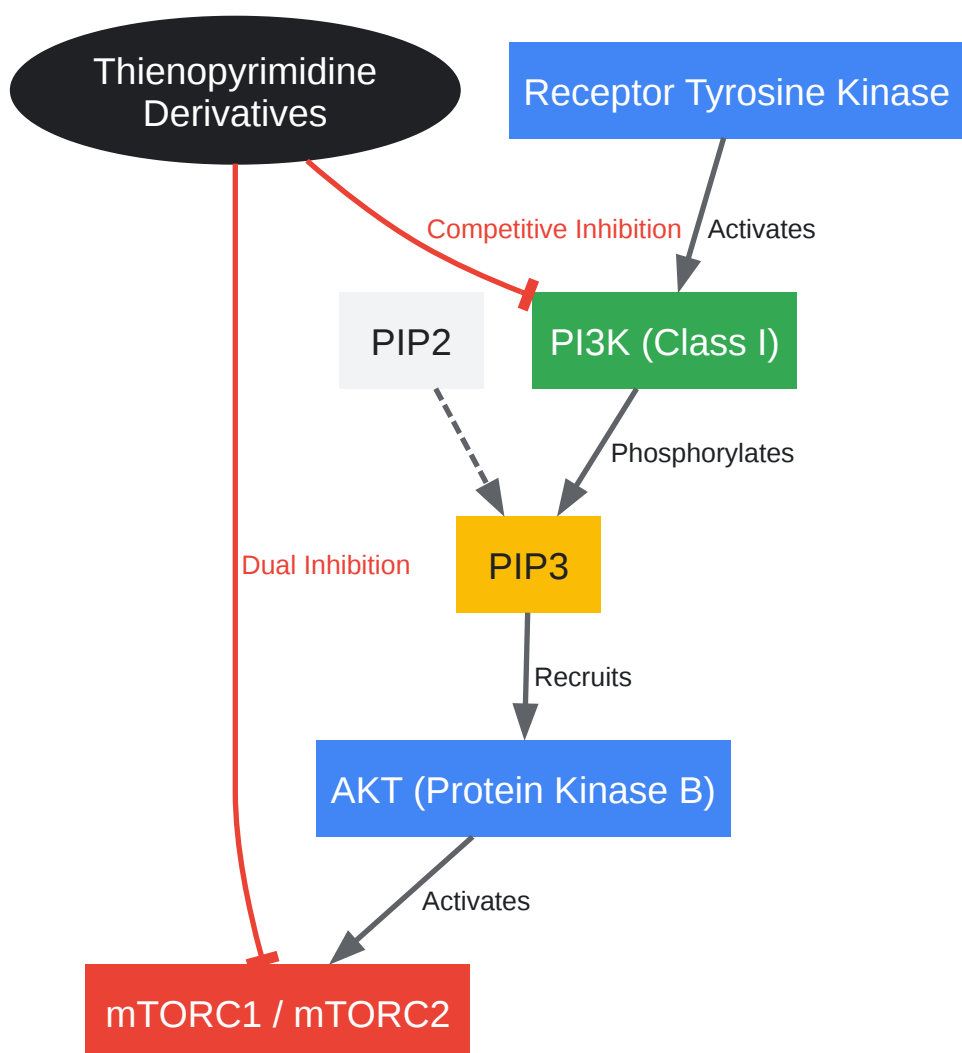 Thienopyrimidine
Derivatives
Receptor Tyrosine Kinase
Competitive Inhibition
Activates
PIP2
PI3K (Class I)
Phosphorylates
Dual Inhibition
PIP3
Recruits
AKT (Protein Kinase B)
Activates
mTORC1 / mTORC2